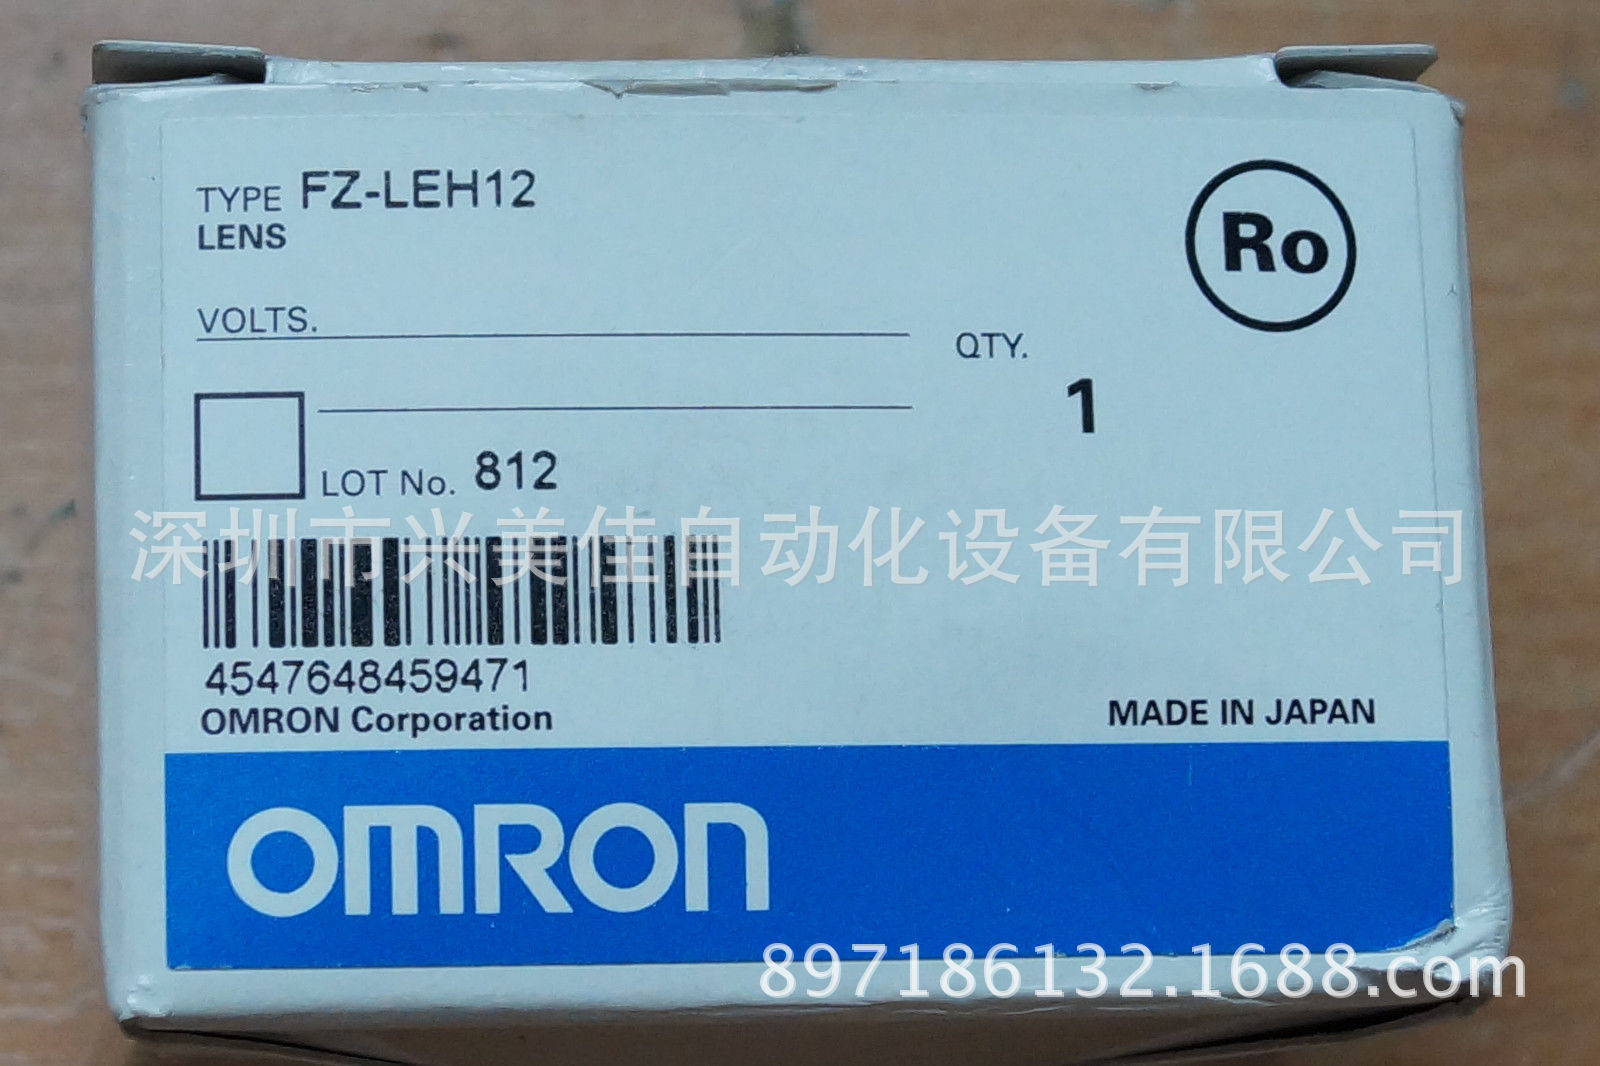 TYPE FZ-LEH12
LENS
Ro
VOLTS.
QTY.
1
LOT No. 812
深圳市兴美佳自动化设备有限公司
4547648459471
OMRON Corporation
MADE IN JAPAN
OMRON
897186132.1688.com